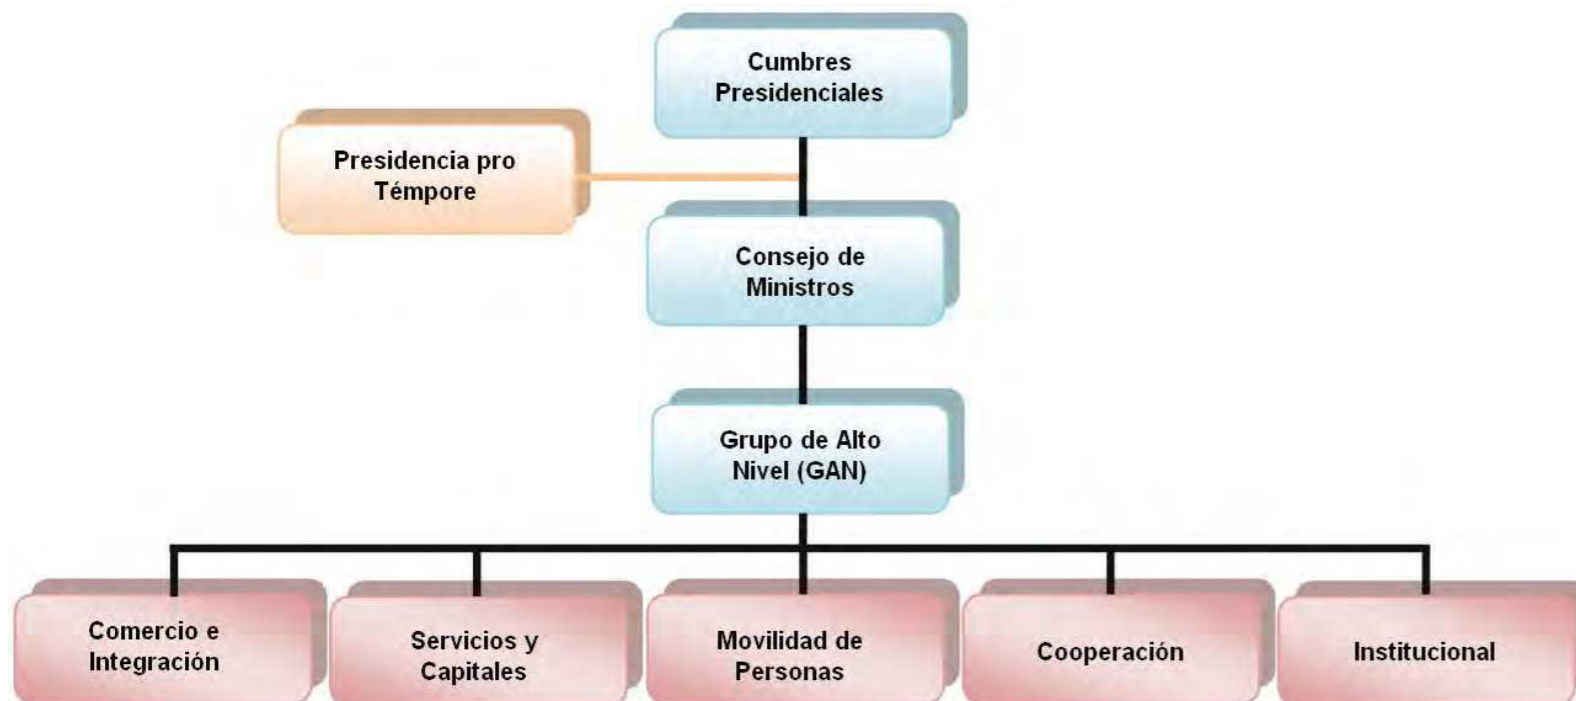 Cumbres
Presidenciales
Presidencia pro
Témpore
Consejo de
Ministros
Grupo de Alto
Nivel (GAN)
Comercio e
Integración
Servicios y
Capitales
Movilidad de
Personas
Cooperación
Institucional